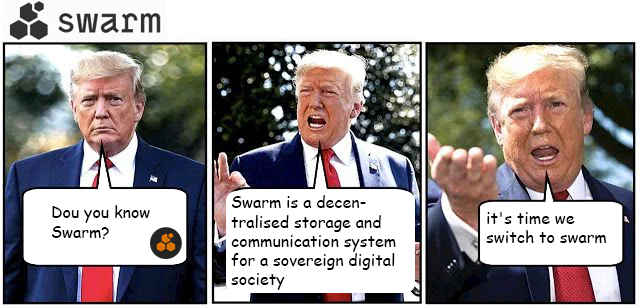 swarm
Dou you know
Swarm?
Swarm is a decen-
tralised storage and
communication system
for a sovereign digital
society
it's time we
switch to swarm